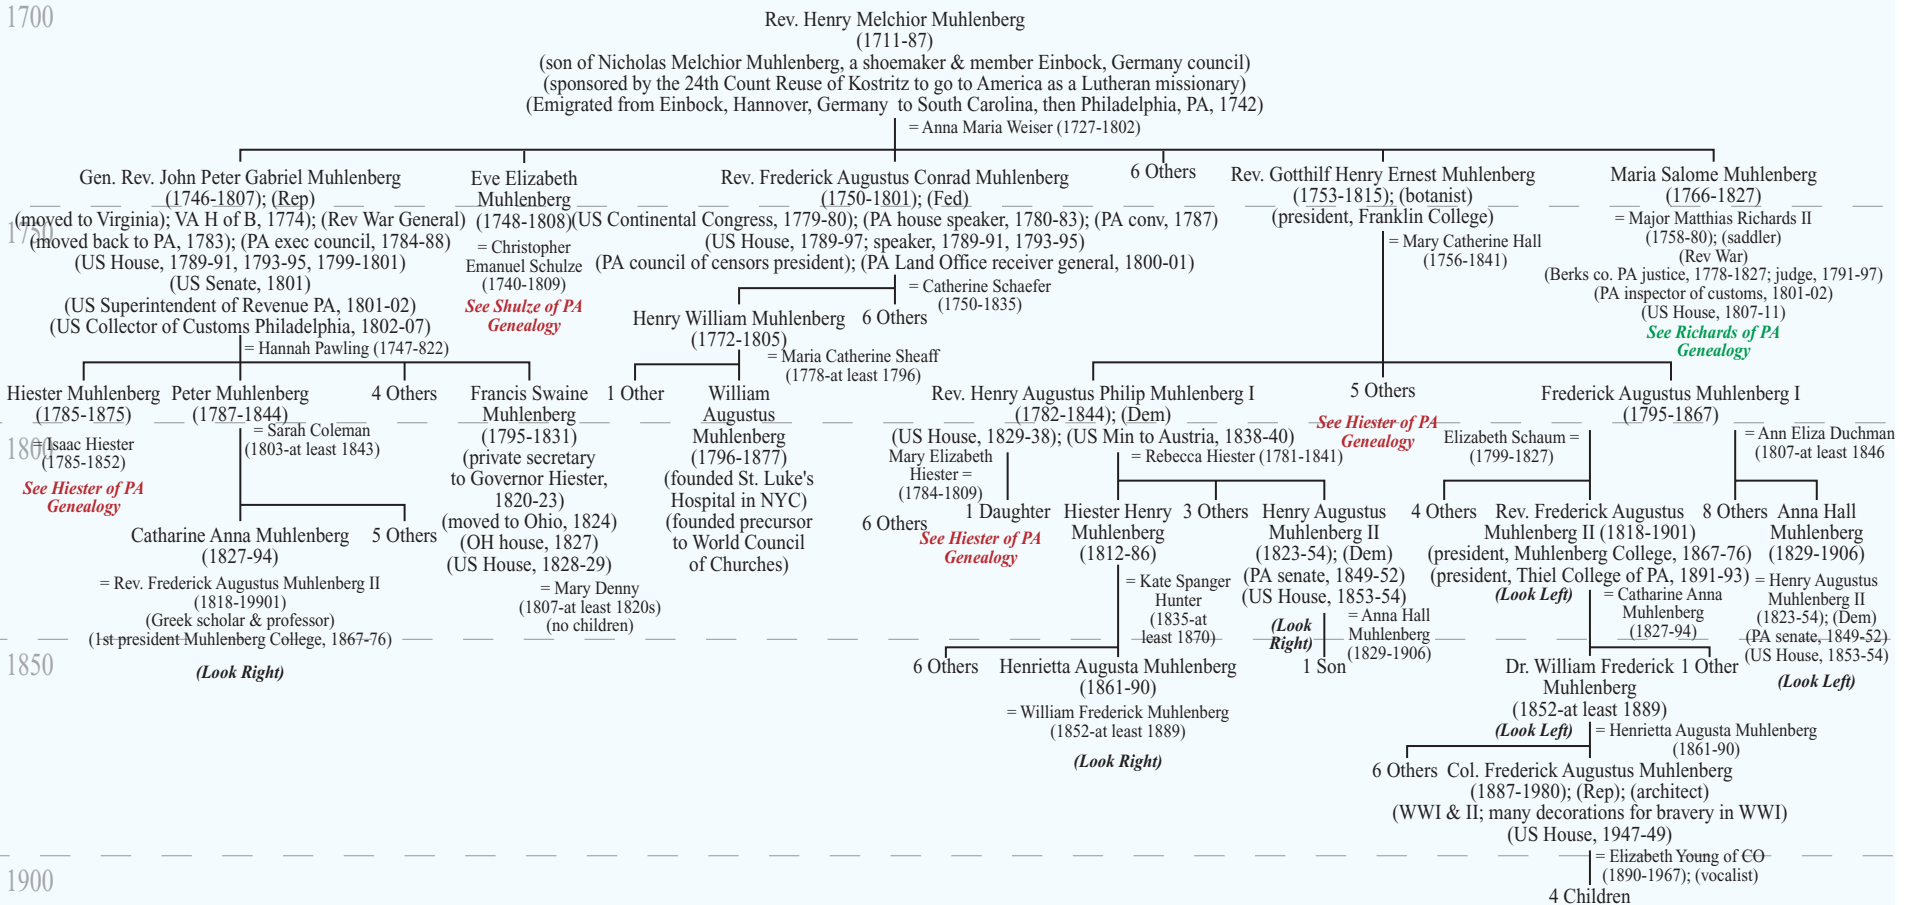 1700
Rev. Henry Melchior Muhlenberg
(1711-87)
(son of Nicholas Melchior Muhlenberg, a shoemaker & member Einbock, Germany council)
(sponsored by the 24th Count Reuse of Kostritz to go to America as a Lutheran missionary)
(Emigrated from Einbock, Hannover, Germany to South Carolina, then Philadelphia, PA, 1742)
= Anna Maria Weiser (1727-1802)
Gen. Rev. John Peter Gabriel Muhlenberg
(1746-1807); (Rep)
(moved to Virginia); VA H of B, 1774); (Rev War General)
(moved back to PA, 1783); (PA exec council, 1784-88)
(US House, 1789-91, 1793-95, 1799-1801)
(US Senate, 1801)
(US Superintendent of Revenue PA, 1801-02)
(US Collector of Customs Philadelphia, 1802-07)
= Hannah Pawling (1747-822)
Eve Elizabeth
Muhlenberg
(1748-1808)
= Christopher
Emanuel Schulze
(1740-1809)
See Shulze of PA
Genealogy
Rev. Frederick Augustus Conrad Muhlenberg
(1750-1801); (Fed)
(US Continental Congress, 1779-80); (PA house speaker, 1780-83); (PA conv, 1787)
(US House, 1789-97; speaker, 1789-91, 1793-95)
(PA council of censors president); (PA Land Office receiver general, 1800-01)
= Catherine Schaefer
(1750-1835)
6 Others
Rev. Gotthilf Henry Ernest Muhlenberg
(1753-1815); (botanist)
(president, Franklin College)
= Mary Catherine Hall
(1756-1841)
Maria Salome Muhlenberg
(1766-1827)
= Major Matthias Richards II
(1758-80); (saddler)
(Rev War)
(Berks co. PA justice, 1778-1827; judge, 1791-97)
(PA inspector of customs, 1801-02)
(US House, 1807-11)
See Richards of PA
Genealogy
1750
Henry William Muhlenberg
(1772-1805)
= Maria Catherine Sheaff
(1778-at least 1796)
6 Others
Hiester Muhlenberg
(1785-1875)
= Isaac Hiester
(1785-1852)
See Hiester of PA
Genealogy
Peter Muhlenberg
(1787-1844)
= Sarah Coleman
(1803-at least 1843)
4 Others
Francis Swaine
Muhlenberg
(1795-1831)
(private secretary
to Governor Hiester,
1820-23)
(moved to Ohio, 1824)
(OH house, 1827)
(US House, 1828-29)
= Mary Denny
(1807-at least 1820s)
(no children)
1 Other
William
Augustus
Muhlenberg
(1796-1877)
(founded St. Luke's
Hospital in NYC)
(founded precursor
to World Council
of Churches)
Rev. Henry Augustus Philip Muhlenberg I
(1782-1844); (Dem)
(US House, 1829-38); (US Min to Austria, 1838-40)
Mary Elizabeth
Hiester =
(1784-1809)
= Rebecca Hiester (1781-1841)
5 Others
See Hiester of PA
Genealogy
Frederick Augustus Muhlenberg I
(1795-1867)
Elizabeth Schaum =
(1799-1827)
= Ann Eliza Duchman
(1807-at least 1846
1800
Catharine Anna Muhlenberg
(1827-94)
= Rev. Frederick Augustus Muhlenberg II
(1818-19901)
(Greek scholar & professor)
(1st president Muhlenberg College, 1867-76)
(Look Right)
5 Others
6 Others
1 Daughter
See Hiester of PA
Genealogy
Hiester Henry
Muhlenberg
(1812-86)
= Kate Spanger
Hunter
(1835-at
least 1870)
3 Others
Henry Augustus
Muhlenberg II
(1823-54); (Dem)
(PA senate, 1849-52)
(US House, 1853-54)
(Look
Right)
= Anna Hall
Muhlenberg
(1829-1906)
1 Son
4 Others
Rev. Frederick Augustus
Muhlenberg II (1818-1901)
(president, Muhlenberg College, 1867-76)
(president, Thiel College of PA, 1891-93)
(Look Left)
= Catharine Anna
Muhlenberg
(1827-94)
8 Others
Anna Hall
Muhlenberg
(1829-1906)
= Henry Augustus
Muhlenberg II
(1823-54); (Dem)
(PA senate, 1849-52)
(US House, 1853-54)
(Look Left)
1850
6 Others
Henrietta Augusta Muhlenberg
(1861-90)
= William Frederick Muhlenberg
(1852-at least 1889)
(Look Right)
Dr. William Frederick
Muhlenberg
(1852-at least 1889)
(Look Left)
= Henrietta Augusta Muhlenberg
(1861-90)
1 Other
6 Others
Col. Frederick Augustus Muhlenberg
(1887-1980); (Rep); (architect)
(WWI & II; many decorations for bravery in WWI)
(US House, 1947-49)
= Elizabeth Young of CO
(1890-1967); (vocalist)
1900
4 Children